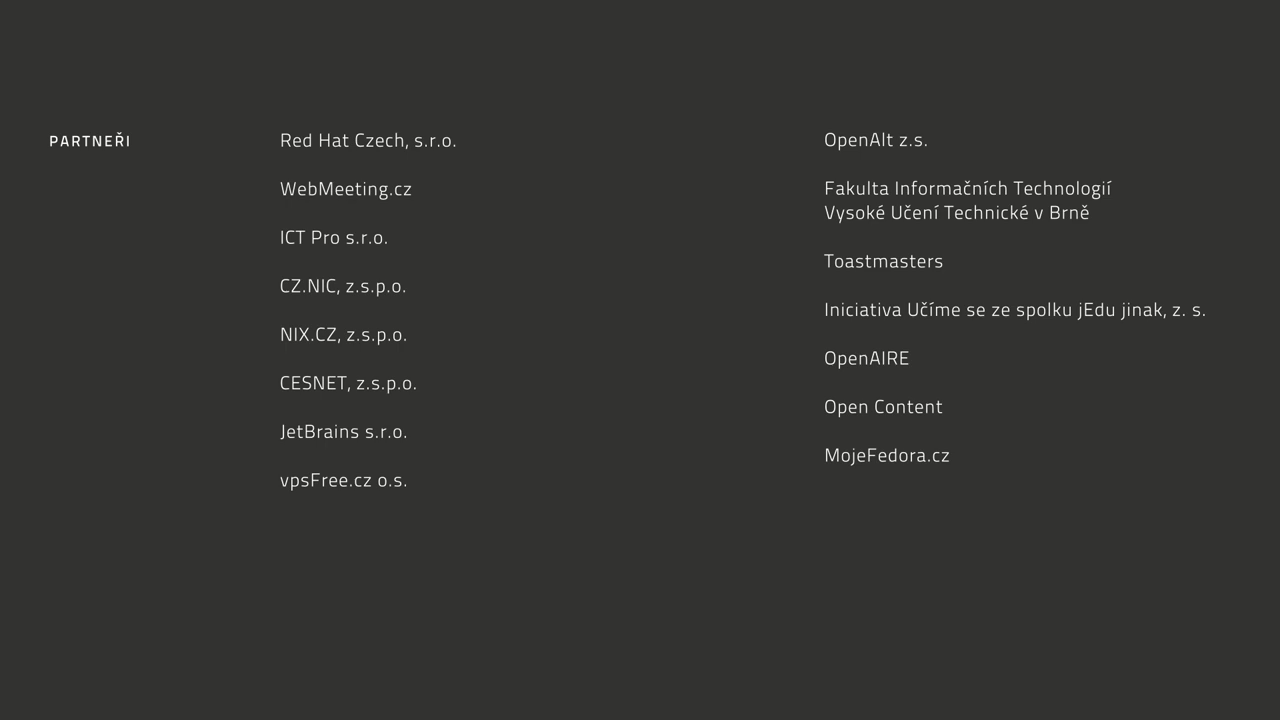 PARTNEŘI
Red Hat Czech, s.r.o.
WebMeeting.cz
ICT Pro s.r.o.
CZ.NIC, z.s.p.o.
NIX.CZ, z.s.p.o.
CESNET, z.s.p.o.
JetBrains s.r.o.
vpsFree.cz o.s.
OpenAlt z.s.
Fakulta Informačních Technologií
Vysoké Učení Technické v Brně
Toastmasters
Iniciativa Učíme se ze spolku jEdu jinak, z. s.
OpenAIRE
Open Content
MojeFedora.cz